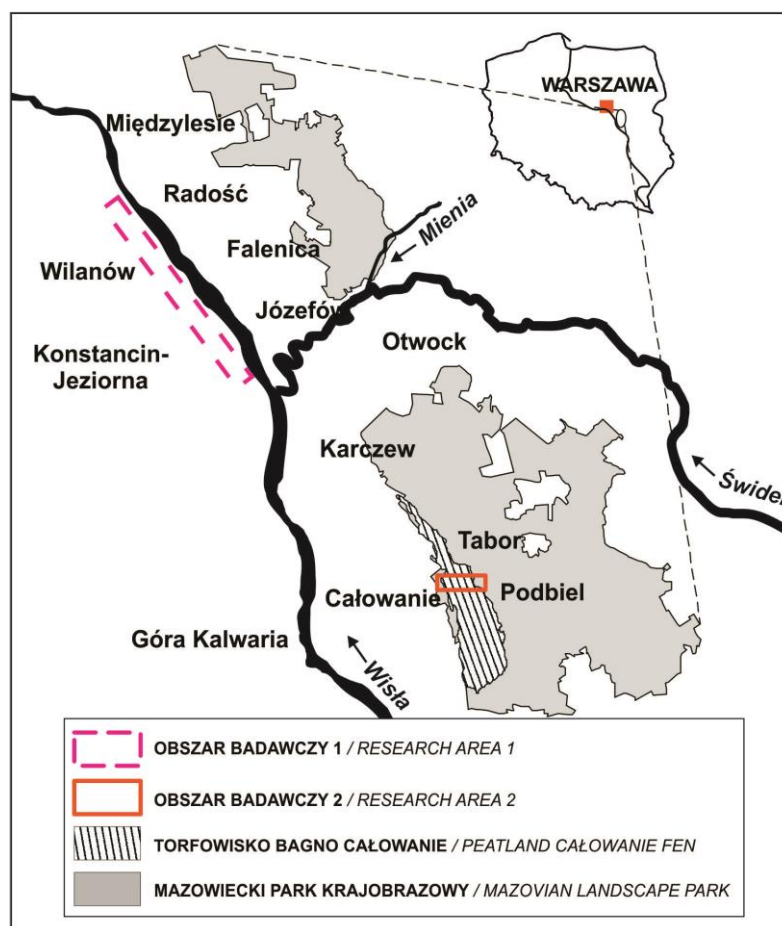 WARSZAWA
Międzylesie
Radość
Mienia
Falenica
Wilanów
Józefów
Otwock
Konstancin-
Jeziorna
Karczew
Świder
Tabor
Całowanie
Podbiel
Góra Kalwaria
Wisła
OBSZAR BADAWCZY 1 / RESEARCH AREA 1
OBSZAR BADAWCZY 2 / RESEARCH AREA 2
TORFOWISKO BAGNO CAŁOWANIE / PEATLAND CAŁOWANIE FEN
MAZOWIECKI PARK KRAJOBRAZOWY / MAZOVIAN LANDSCAPE PARK